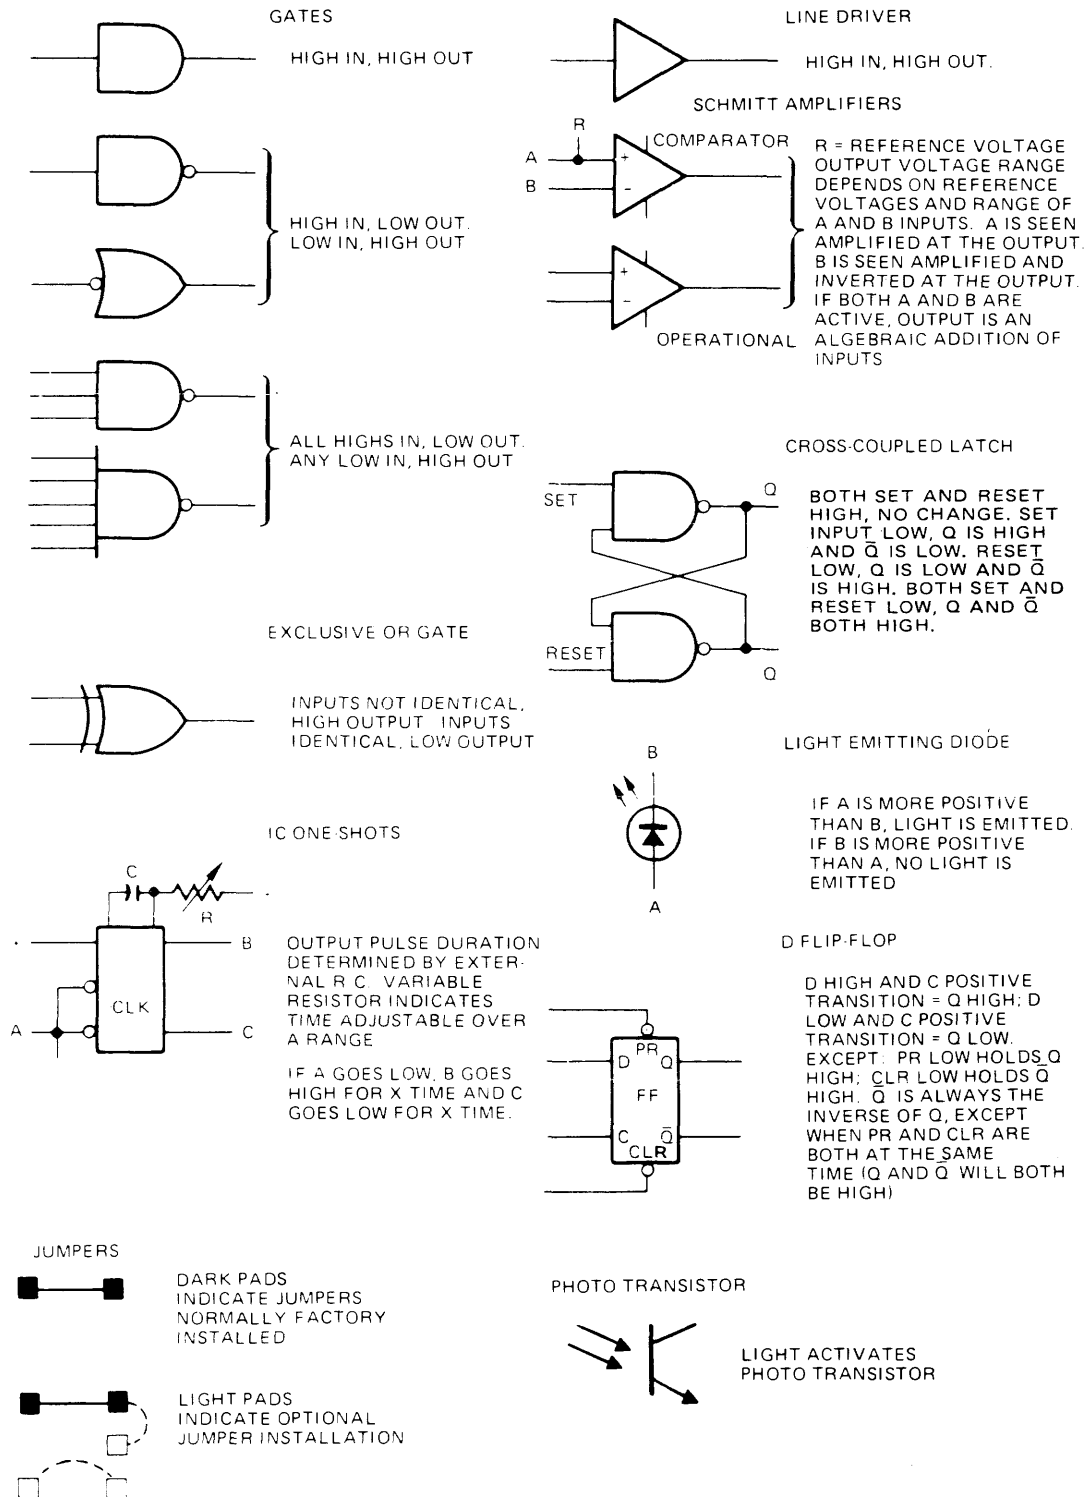 GATES
HIGH IN, HIGH OUT
HIGH IN, LOW OUT.
LOW IN, HIGH OUT
ALL HIGHS IN, LOW OUT.
ANY LOW IN, HIGH OUT
EXCLUSIVE OR GATE
INPUTS NOT IDENTICAL,
HIGH OUTPUT INPUTS
IDENTICAL, LOW OUTPUT
IC ONE-SHOTS
C
R
B
A
CLK
C
OUTPUT PULSE DURATION
DETERMINED BY EXTER-
NAL R C. VARIABLE
RESISTOR INDICATES
TIME ADJUSTABLE OVER
A RANGE
IF A GOES LOW, B GOES
HIGH FOR X TIME AND C
GOES LOW FOR X TIME.
JUMPERS
DARK PADS
INDICATE JUMPERS
NORMALLY FACTORY
INSTALLED
LIGHT PADS
INDICATE OPTIONAL
JUMPER INSTALLATION
LINE DRIVER
HIGH IN, HIGH OUT.
SCHMITT AMPLIFIERS
R
COMPARATOR
A
B
+
−
+
−
OPERATIONAL
R = REFERENCE VOLTAGE
OUTPUT VOLTAGE RANGE
DEPENDS ON REFERENCE
VOLTAGES AND RANGE OF
A AND B INPUTS. A IS SEEN
AMPLIFIED AT THE OUTPUT.
B IS SEEN AMPLIFIED AND
INVERTED AT THE OUTPUT.
IF BOTH A AND B ARE
ACTIVE, OUTPUT IS AN
ALGEBRAIC ADDITION OF
INPUTS
CROSS-COUPLED LATCH
SET
Q
RESET
Q
BOTH SET AND RESET
HIGH, NO CHANGE. SET
INPUT LOW, Q IS HIGH
AND Q̄ IS LOW. RESET
LOW, Q IS LOW AND Q̄
IS HIGH. BOTH SET AND
RESET LOW, Q AND Q̄
BOTH HIGH.
LIGHT EMITTING DIODE
B
A
IF A IS MORE POSITIVE
THAN B, LIGHT IS EMITTED.
IF B IS MORE POSITIVE
THAN A, NO LIGHT IS
EMITTED
D FLIP-FLOP
PR
D Q
FF
C Q̄
CLR
D HIGH AND C POSITIVE
TRANSITION = Q HIGH; D
LOW AND C POSITIVE
TRANSITION = Q LOW.
EXCEPT: PR LOW HOLDS Q
HIGH; CLR LOW HOLDS Q̄
HIGH. Q̄ IS ALWAYS THE
INVERSE OF Q, EXCEPT
WHEN PR AND CLR ARE
BOTH AT THE SAME
TIME (Q AND Q̄ WILL BOTH
BE HIGH)
PHOTO TRANSISTOR
LIGHT ACTIVATES
PHOTO TRANSISTOR